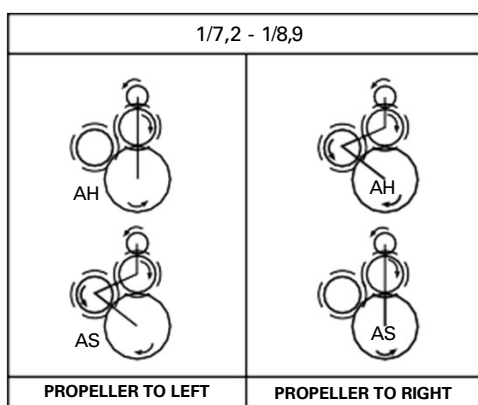 1/7,2 - 1/8,9
AH
AH
AS
AS
PROPELLER TO LEFT
PROPELLER TO RIGHT